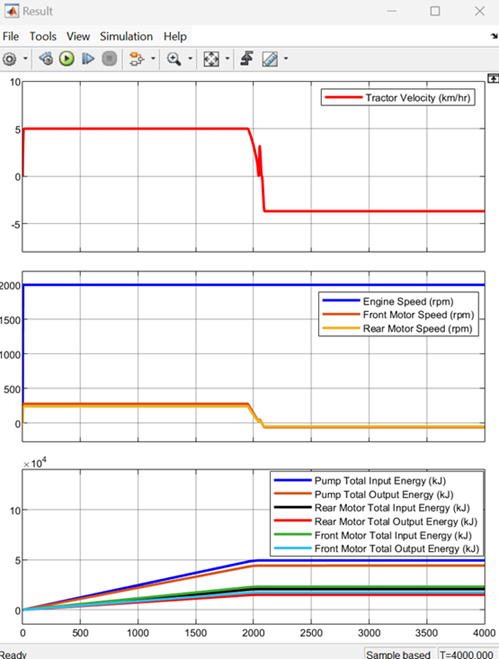 Result
File Tools View Simulation Help
10
5
0
-5
Tractor Velocity (km/hr)
2000
1500
1000
500
0
Engine Speed (rpm)
Front Motor Speed (rpm)
Rear Motor Speed (rpm)
×10⁴
10
5
0
Pump Total Input Energy (kJ)
Pump Total Output Energy (kJ)
Rear Motor Total Input Energy (kJ)
Rear Motor Total Output Energy (kJ)
Front Motor Total Input Energy (kJ)
Front Motor Total Output Energy (kJ)
0 500 1000 1500 2000 2500 3000 3500 4000
Ready Sample based T=4000.000